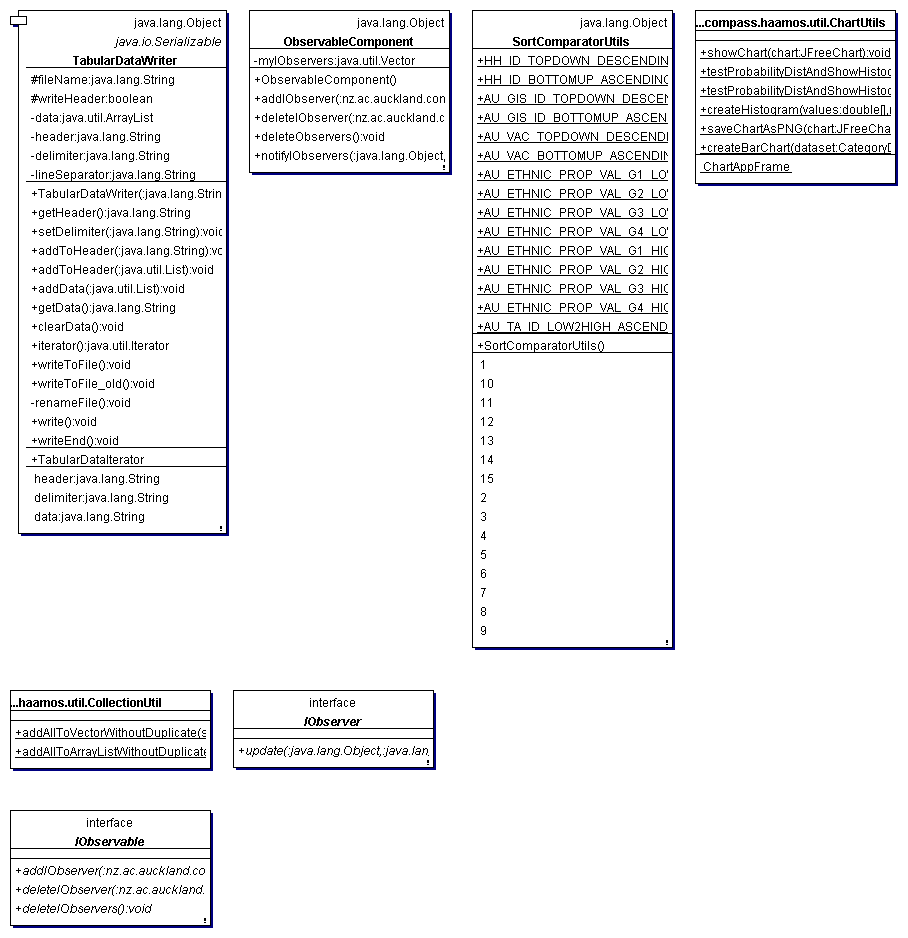 java.lang.Object
java.io.Serializable
TabularDataWriter
#fileName:java.lang.String
#writeHeader:boolean
-data:java.util.ArrayList
-header:java.lang.String
-delimiter:java.lang.String
-lineSeparator:java.lang.String
+TabularDataWriter(:java.lang.Strin
+getHeader():java.lang.String
+setDelimiter(:java.lang.String):void
+addToHeader(:java.lang.String):vo
+addToHeader(:java.util.List):void
+addData(:java.util.List):void
+getData():java.lang.String
+clearData():void
+iterator():java.util.Iterator
+writeToFile():void
+writeToFile_old():void
-renameFile():void
+write():void
+writeEnd():void
+TabularDataIterator
header:java.lang.String
delimiter:java.lang.String
data:java.lang.String
java.lang.Object
ObservableComponent
-myIObservers:java.util.Vector
+ObservableComponent()
+addIObserver(:nz.ac.auckland.con
+deleteIObserver(:nz.ac.auckland.c
+deleteObservers():void
+notifyIObservers(:java.lang.Object,
java.lang.Object
SortComparatorUtils
+HH_ID_TOPDOWN_DESCENDIN
+HH_ID_BOTTOMUP_ASCENDING
+AU_GIS_ID_TOPDOWN_DESCEN
+AU_GIS_ID_BOTTOMUP_ASCEN
+AU_VAC_TOPDOWN_DESCENDI
+AU_VAC_BOTTOMUP_ASCENDIN
+AU_ETHNIC_PROP_VAL_G1_LOW
+AU_ETHNIC_PROP_VAL_G2_LOW
+AU_ETHNIC_PROP_VAL_G3_LOW
+AU_ETHNIC_PROP_VAL_G4_LOW
+AU_ETHNIC_PROP_VAL_G1_HIG
+AU_ETHNIC_PROP_VAL_G2_HIG
+AU_ETHNIC_PROP_VAL_G3_HIG
+AU_ETHNIC_PROP_VAL_G4_HIG
+AU_TA_ID_LOW2HIGH_ASCEND
+SortComparatorUtils()
1
10
11
12
13
14
15
2
3
4
5
6
7
8
9
...compass.haamos.util.ChartUtils
+showChart(chart:JFreeChart):void
+testProbabilityDistAndShowHistog
+testProbabilityDistAndShowHistog
+createHistogram(values:double[],n
+saveChartAsPNG(chart:JFreeCha
+createBarChart(dataset:CategoryD
ChartAppFrame
...haamos.util.CollectionUtil
+addAllToVectorWithoutDuplicate(s
+addAllToArrayListWithoutDuplicate
interface
IObserver
+update(:java.lang.Object,:java.lan
interface
IObservable
+addIObserver(:nz.ac.auckland.co
+deleteIObserver(:nz.ac.auckland.
+deleteIObservers():void